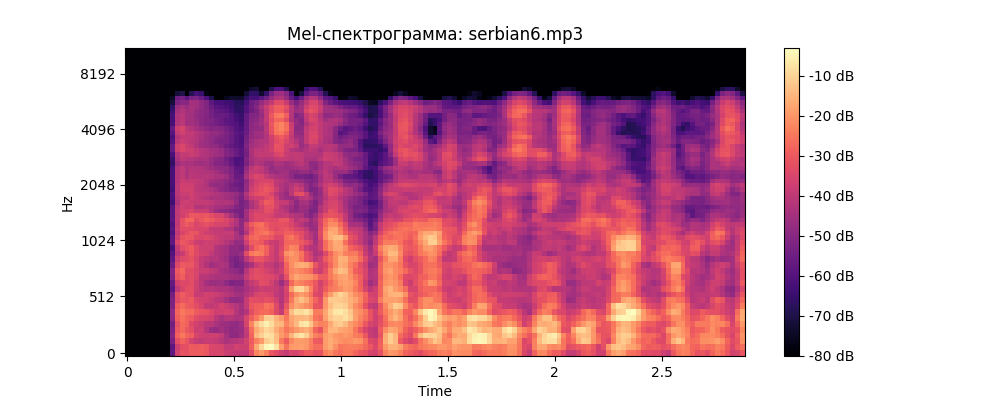 Mel-спектрограмма: serbian6.mp3
8192
4096
2048
1024
512
0
Hz
0 0.5 1 1.5 2 2.5
Time
-10 dB
-20 dB
-30 dB
-40 dB
-50 dB
-60 dB
-70 dB
-80 dB